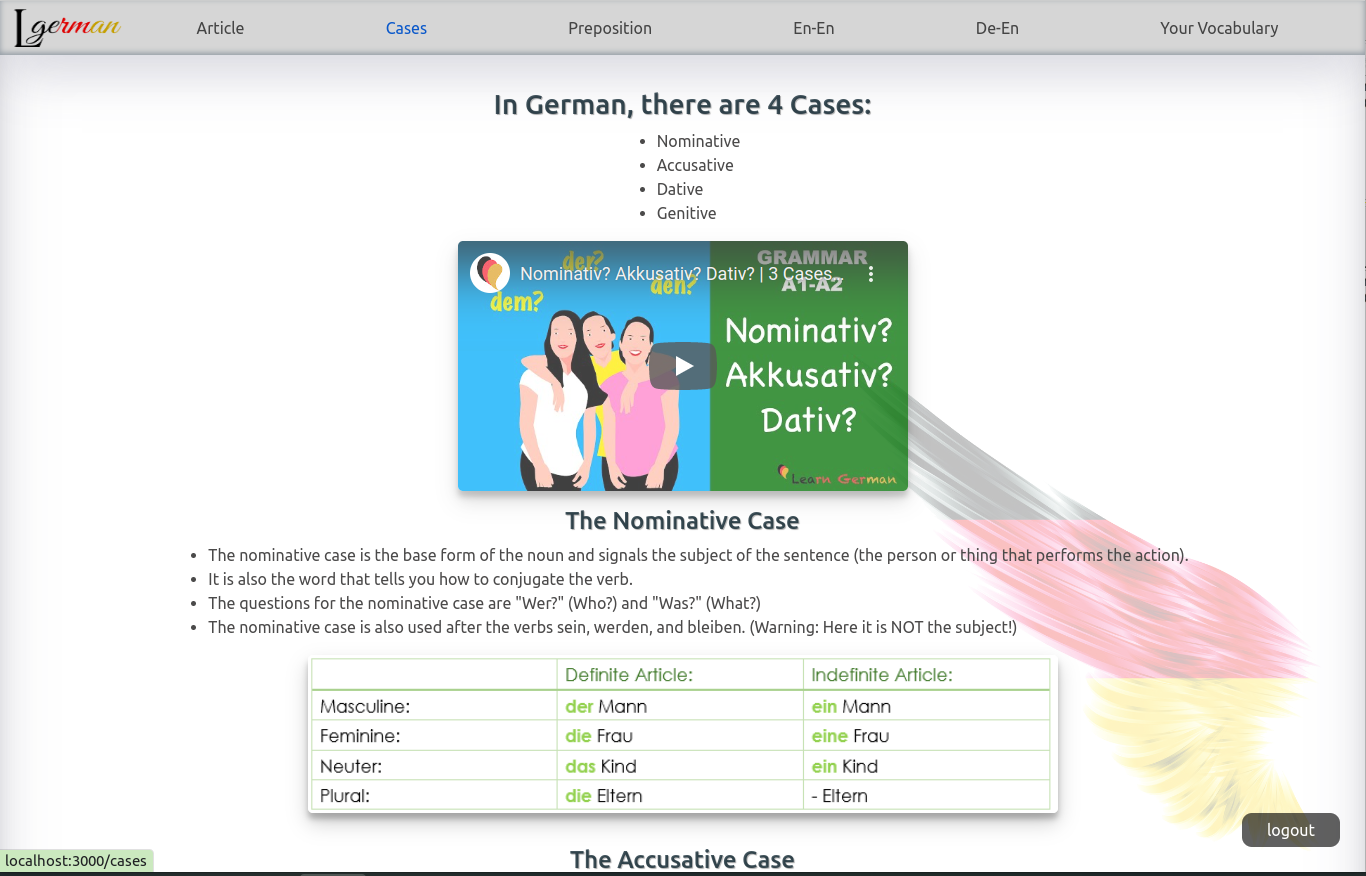 Lgerman Article Cases Preposition En-En De-En Your Vocabulary
In German, there are 4 Cases:
• Nominative
• Accusative
• Dative
• Genitive
der?
GRAMMAR
Nominativ? Akkusativ? Dativ? | 3 Cases...
den?
A1-A2
dem?
Nominativ?
Akkusativ?
Dativ?
Learn German
The Nominative Case
• The nominative case is the base form of the noun and signals the subject of the sentence (the person or thing that performs the action).
• It is also the word that tells you how to conjugate the verb.
• The questions for the nominative case are "Wer?" (Who?) and "Was?" (What?)
• The nominative case is also used after the verbs sein, werden, and bleiben. (Warning: Here it is NOT the subject!)
Definite Article: Indefinite Article:
Masculine: der Mann ein Mann
Feminine: die Frau eine Frau
Neuter: das Kind ein Kind
Plural: die Eltern - Eltern
logout
The Accusative Case
localhost:3000/cases